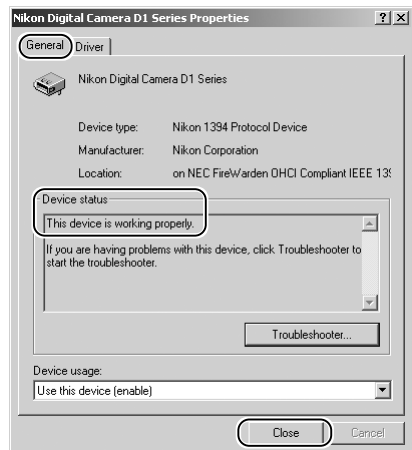 Nikon Digital Camera D1 Series Properties
General Driver
Nikon Digital Camera D1 Series
Device type: Nikon 1394 Protocol Device
Manufacturer: Nikon Corporation
Location: on NEC FireWarden OHCI Compliant IEEE 139
Device status
This device is working properly.
If you are having problems with this device, click Troubleshooter to
start the troubleshooter.
Troubleshooter...
Device usage:
Use this device (enable)
Close Cancel